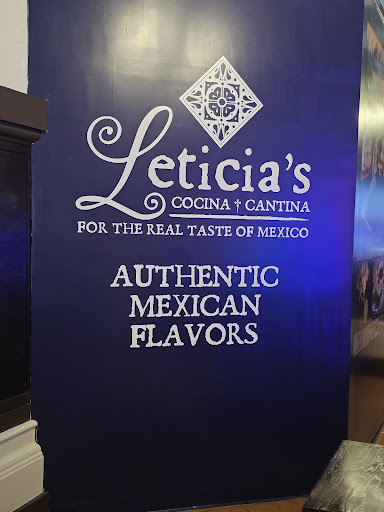 Leticia's
COCINA † CANTINA
FOR THE REAL TASTE OF MEXICO
AUTHENTIC
MEXICAN
FLAVORS